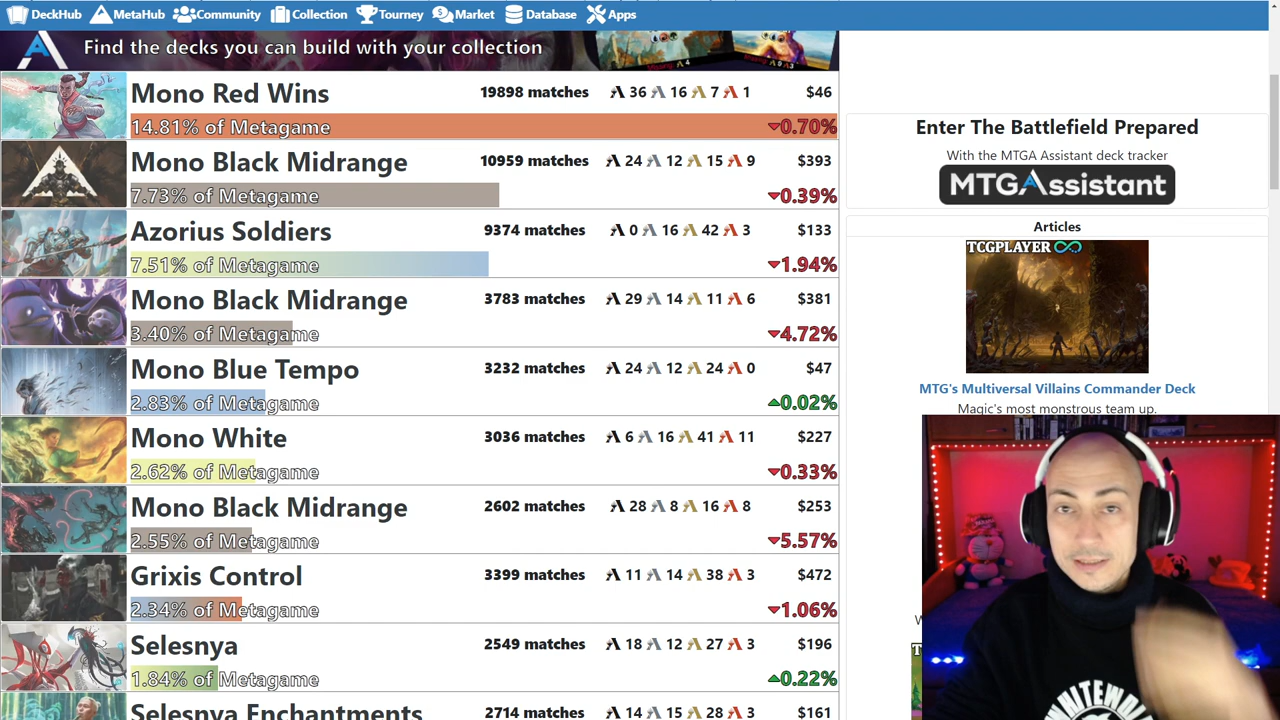 DeckHub MetaHub Community Collection Tourney Market Database Apps
Find the decks you can build with your collection
Mono Red Wins 19898 matches 36 16 7 1 $46
14.81% of Metagame 0.70%
Mono Black Midrange 10959 matches 24 12 15 9 $393
7.73% of Metagame 0.39%
Azorius Soldiers 9374 matches 0 16 42 3 $133
7.51% of Metagame 1.94%
Mono Black Midrange 3783 matches 29 14 11 6 $381
3.40% of Metagame 4.72%
Mono Blue Tempo 3232 matches 24 12 24 0 $47
2.83% of Metagame 0.02%
Mono White 3036 matches 6 16 41 11 $227
2.62% of Metagame 0.33%
Mono Black Midrange 2602 matches 28 8 16 8 $253
2.55% of Metagame 5.57%
Grixis Control 3399 matches 11 14 38 3 $472
2.34% of Metagame 1.06%
Selesnya 2549 matches 18 12 27 3 $196
1.84% of Metagame 0.22%
Selesnya Enchantments 2714 matches 14 15 28 3 $161
Enter The Battlefield Prepared
With the MTGA Assistant deck tracker
MTGAssistant
Articles
TCGPLAYER
MTG's Multiversal Villains Commander Deck
Magic's most monstrous team up.